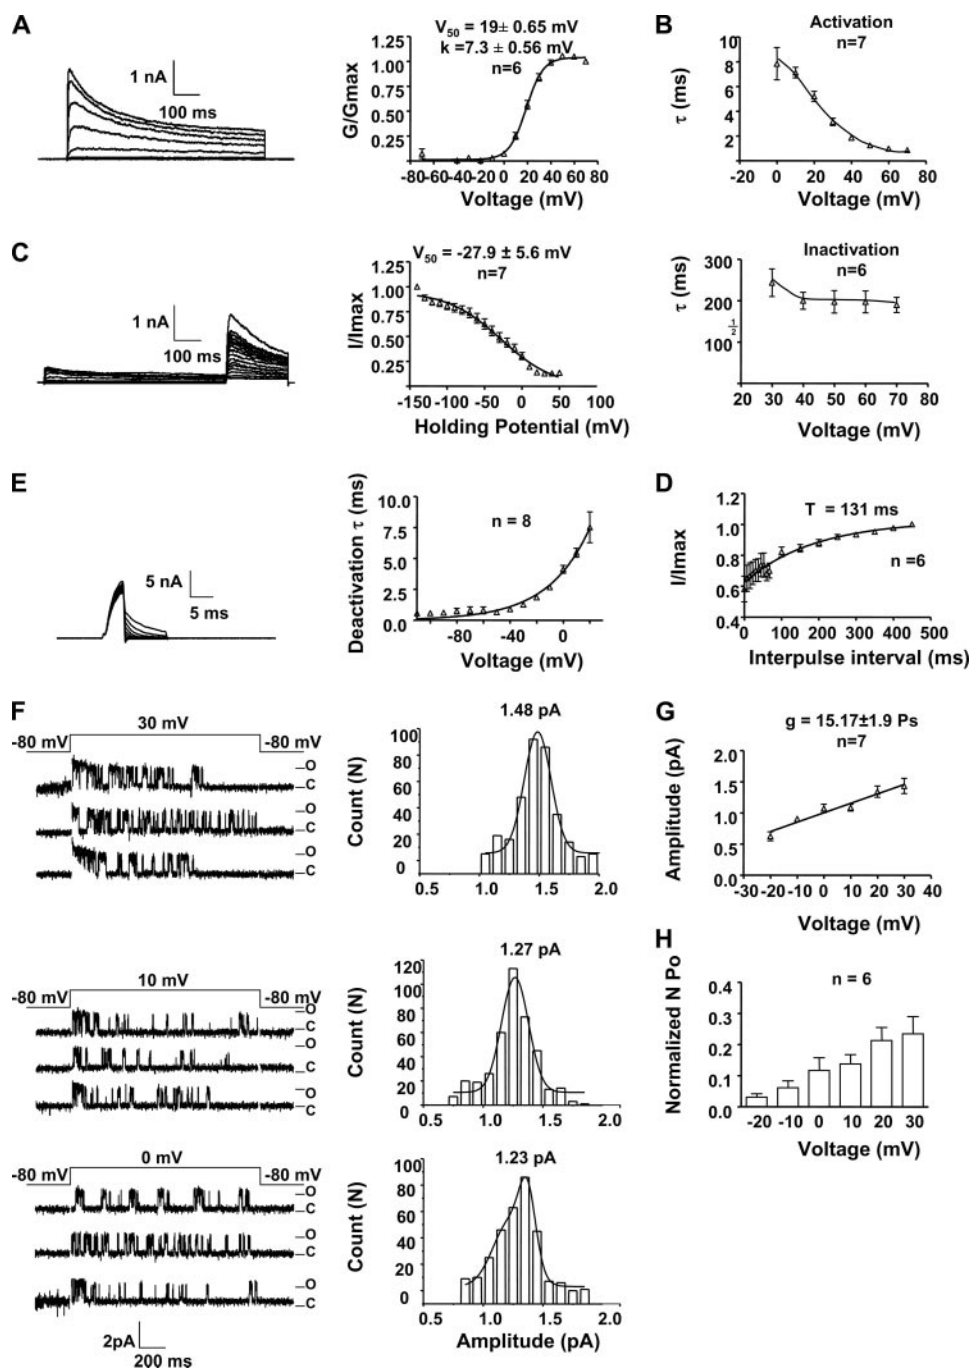 A
1 nA
100 ms
V50 = 19± 0.65 mV
k =7.3 ± 0.56 mV
n=6
G/Gmax
1.25
1.00
0.75
0.50
0.25
0
-80 -60 -40 -20 0 20 40 60 80
Voltage (mV)
B
Activation
n=7
τ (ms)
10
8
6
4
2
0
-20 0 20 40 60 80
Voltage (mV)
C
1 nA
100 ms
V50 = -27.9 ± 5.6 mV
n=7
I/Imax
1.25
1.00
0.75
0.50
0.25
-150 -100 -50 0 50 100
Holding Potential (mV)
Inactivation
n=6
τ (ms)
½
300
200
100
20 30 40 50 60 70 80
Voltage (mV)
E
5 nA
5 ms
n = 8
Deactivation τ (ms)
10.0
7.5
5.0
2.5
0.0
-80 -40 0
Voltage (mV)
D
T = 131 ms
n =6
I/Imax
1.2
1.0
0.8
0.6
0.4
0 100 200 300 400 500
Interpulse interval (ms)
F
30 mV
-80 mV -80 mV
O
C
O
C
O
C
1.48 pA
Count (N)
100
80
60
40
20
0
0.5 1.0 1.5 2.0
G
g = 15.17±1.9 Ps
n=7
Amplitude (pA)
2.0
1.5
1.0
0.5
0.0
-30 -20 -10 0 10 20 30 40
Voltage (mV)
10 mV
-80 mV -80 mV
O
C
O
C
O
C
1.27 pA
Count (N)
120
100
80
60
40
20
0
0.5 1.0 1.5 2.0
H
n = 6
Normalized N Po
0.4
0.3
0.2
0.1
0.0
-20 -10 0 10 20 30
Voltage (mV)
0 mV
-80 mV -80 mV
O
C
O
C
O
C
2pA
200 ms
1.23 pA
Count (N)
100
80
60
40
20
0
0.5 1.0 1.5 2.0
Amplitude (pA)